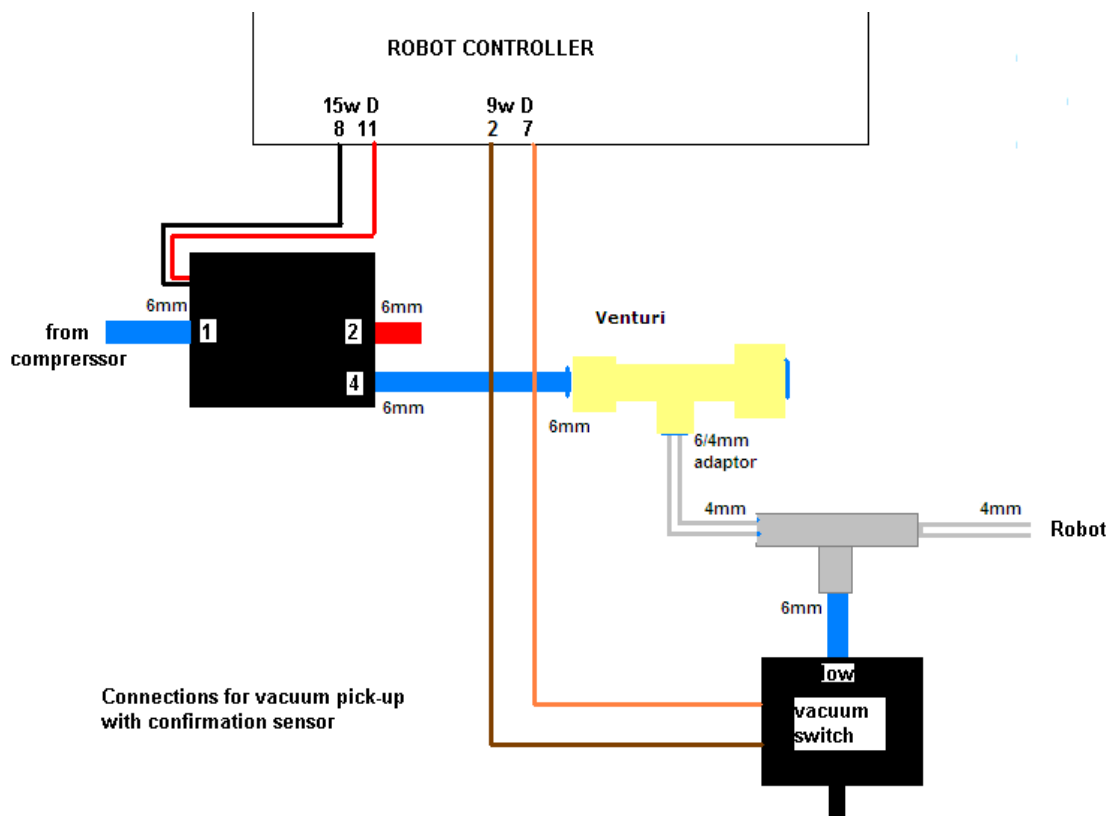 ROBOT CONTROLLER
15w D
9w D
8 11
2 7
6mm
6mm
from
comprerssor
1
2
4
6mm
Venturi
6mm
6/4mm
adaptor
4mm
4mm
Robot
6mm
low
vacuum
switch
Connections for vacuum pick-up
with confirmation sensor